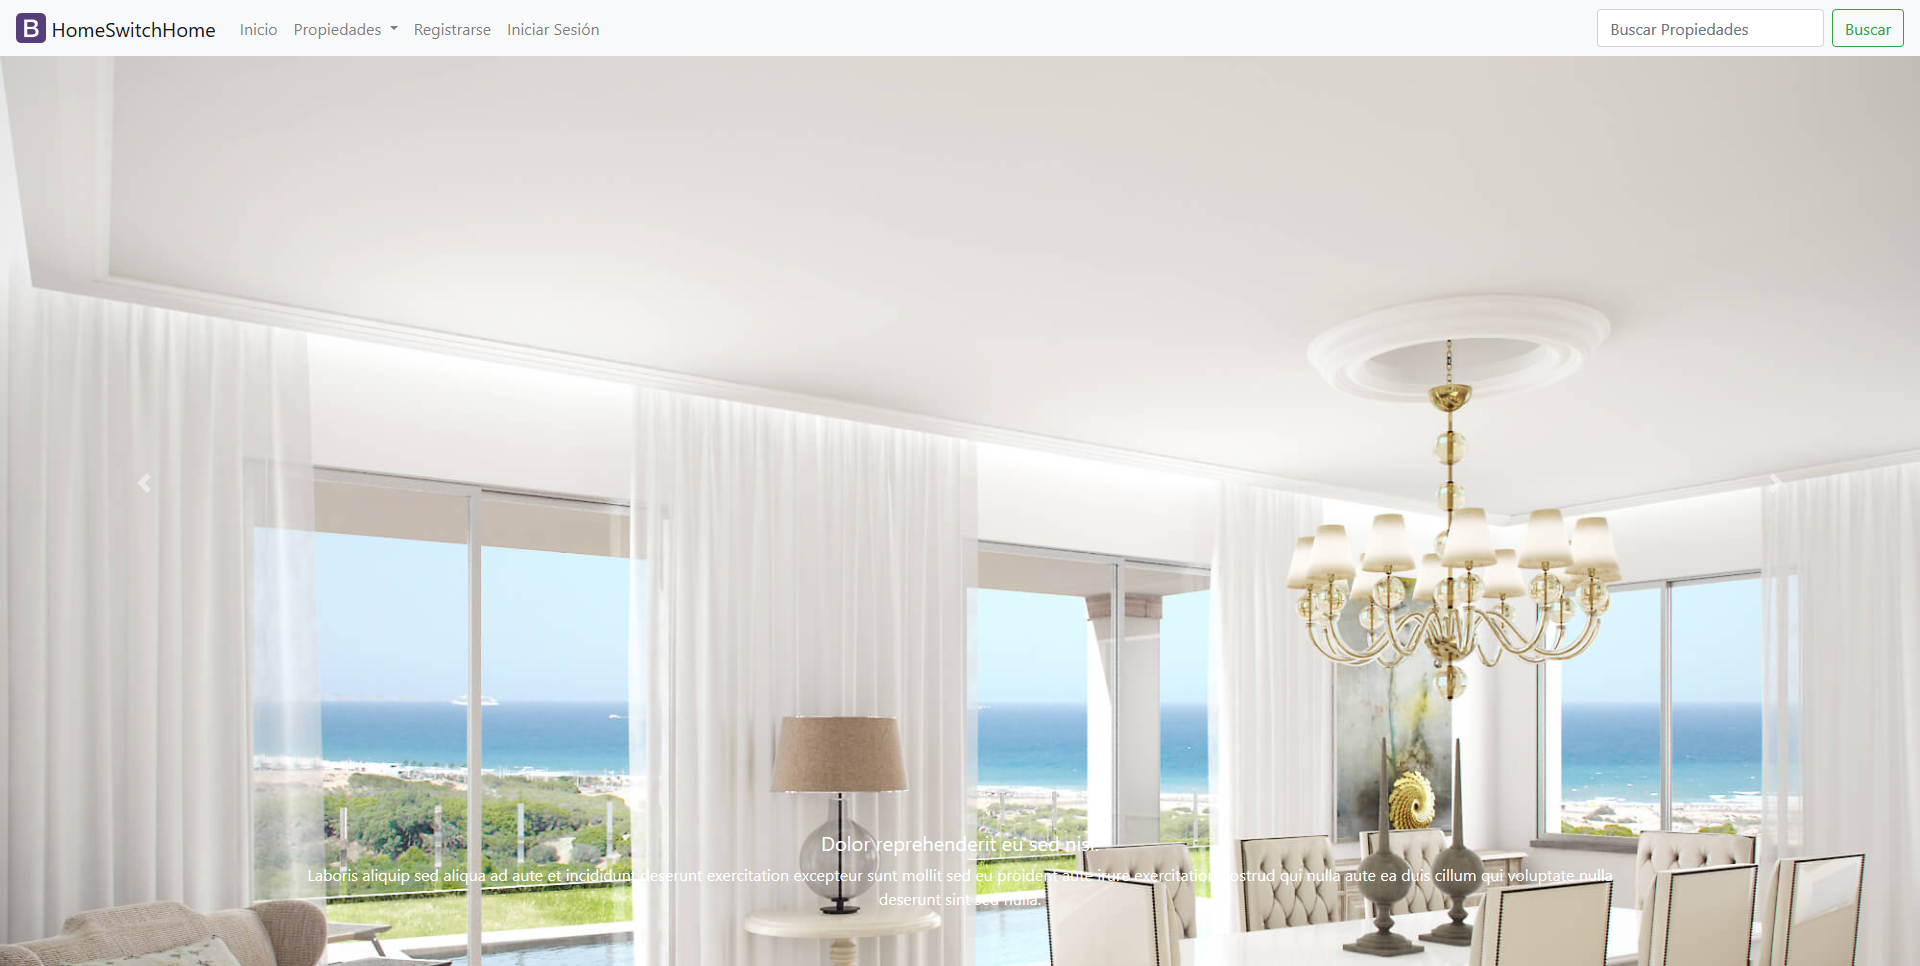 B HomeSwitchHome Inicio Propiedades Registrarse Iniciar Sesión Buscar Propiedades Buscar
Dolor reprehenderit eu sed nisi.
Laboris aliquip sed aliqua ad aute et incididunt deserunt exercitation excepteur sunt mollit sed eu proident aute irure exercitation nostrud qui nulla aute ea duis cillum qui voluptate nulla
deserunt sint sed nulla.